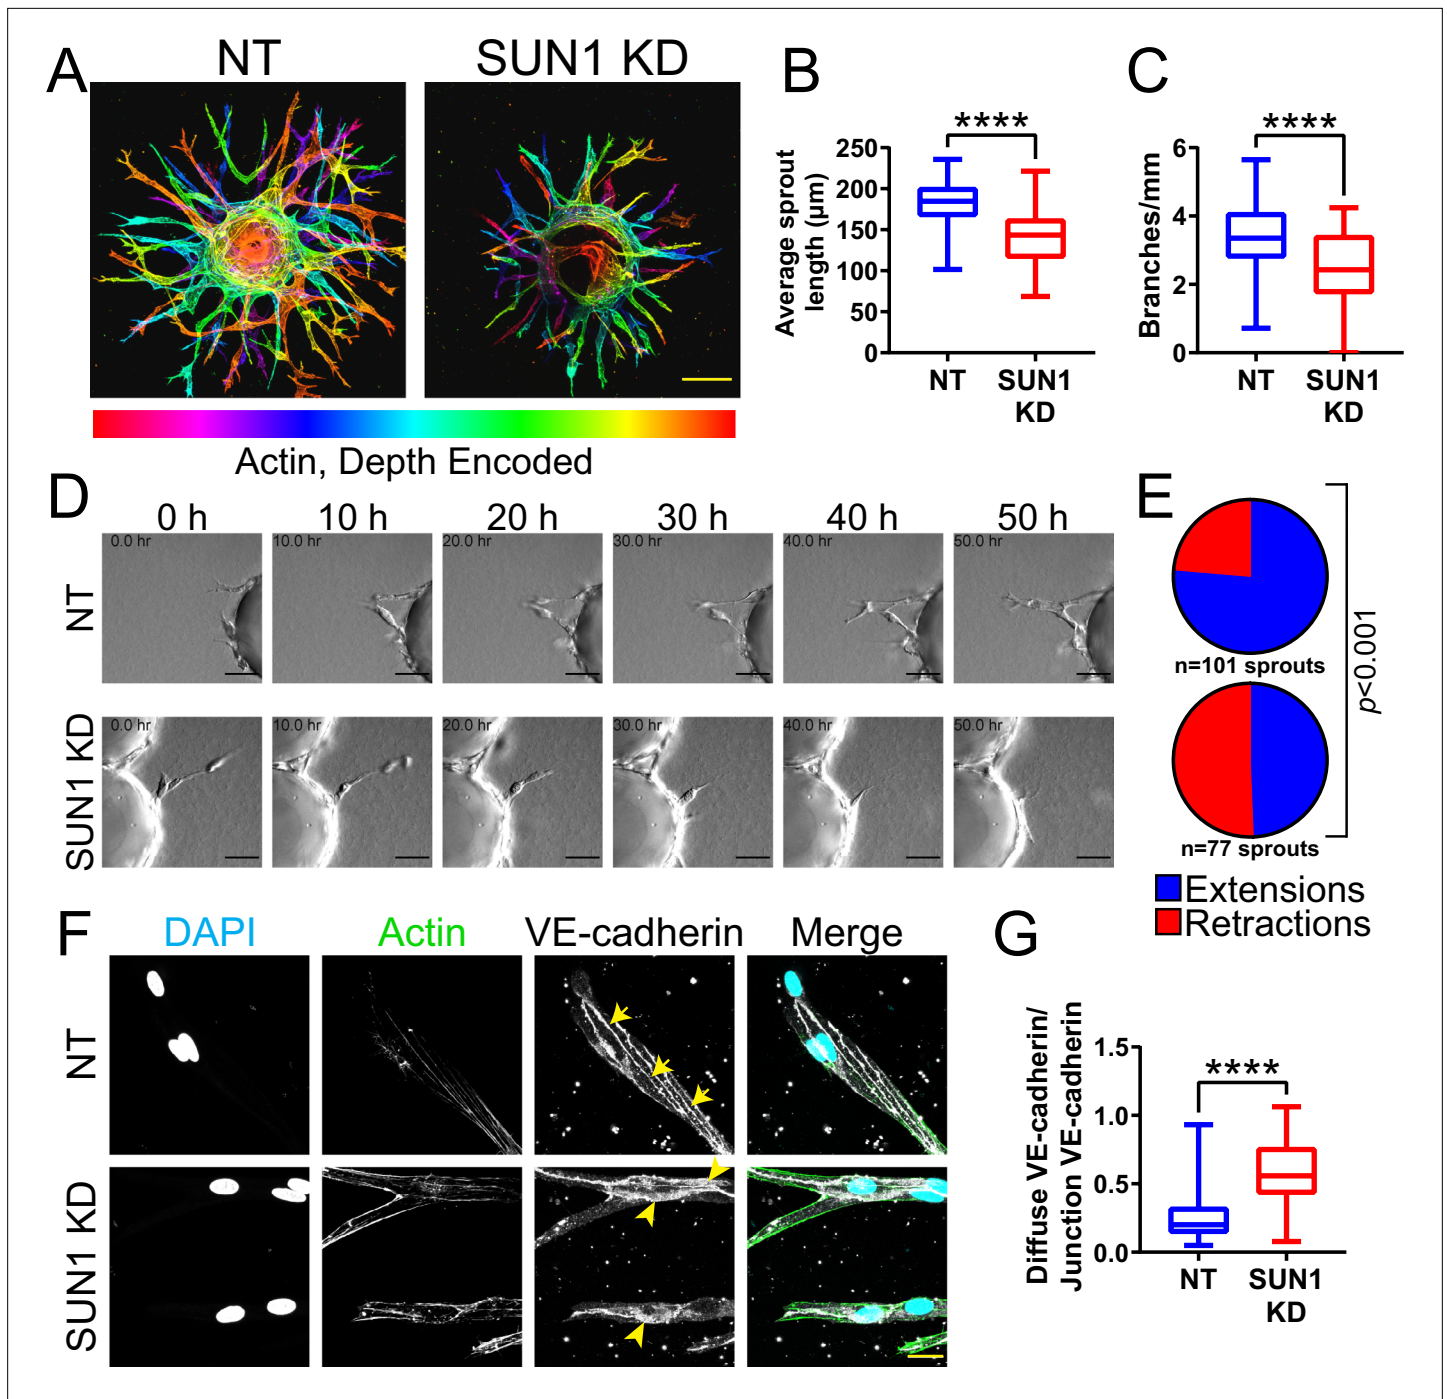 A
NT
SUN1 KD
Actin, Depth Encoded
B
****
Average sprout
length (µm)
250
200
150
100
50
0
NT
SUN1
KD
C
****
Branches/mm
6
4
2
0
NT
SUN1
KD
D
0 h
10 h
20 h
30 h
40 h
50 h
NT
0.0 hr
10.0 hr
20.0 hr
30.0 hr
40.0 hr
50.0 hr
SUN1 KD
0.0 hr
10.0 hr
20.0 hr
30.0 hr
40.0 hr
50.0 hr
E
n=101 sprouts
n=77 sprouts
p<0.001
Extensions
Retractions
F
DAPI
Actin
VE-cadherin
Merge
NT
SUN1 KD
G
****
Diffuse VE-cadherin/
Junction VE-cadherin
1.5
1.0
0.5
0.0
NT
SUN1
KD